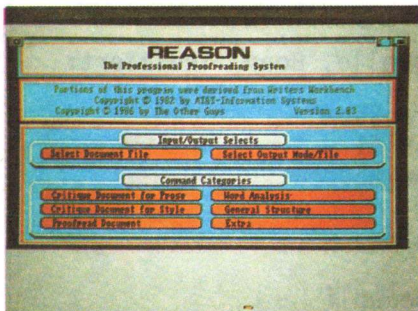 REASON
The Professional Proofreading System
Portions of this program were derived from Writers Workbench
Copyright © 1982 by AT&T-Information Systems
Copyright © 1986 by The Other Guys Version 2.03
Input/Output Selects
Select Document File Select Output Mode/File
Command Categories
Critique Document for Prose Word Analysis
Critique Document for Style General Structure
Proofread Document Extra